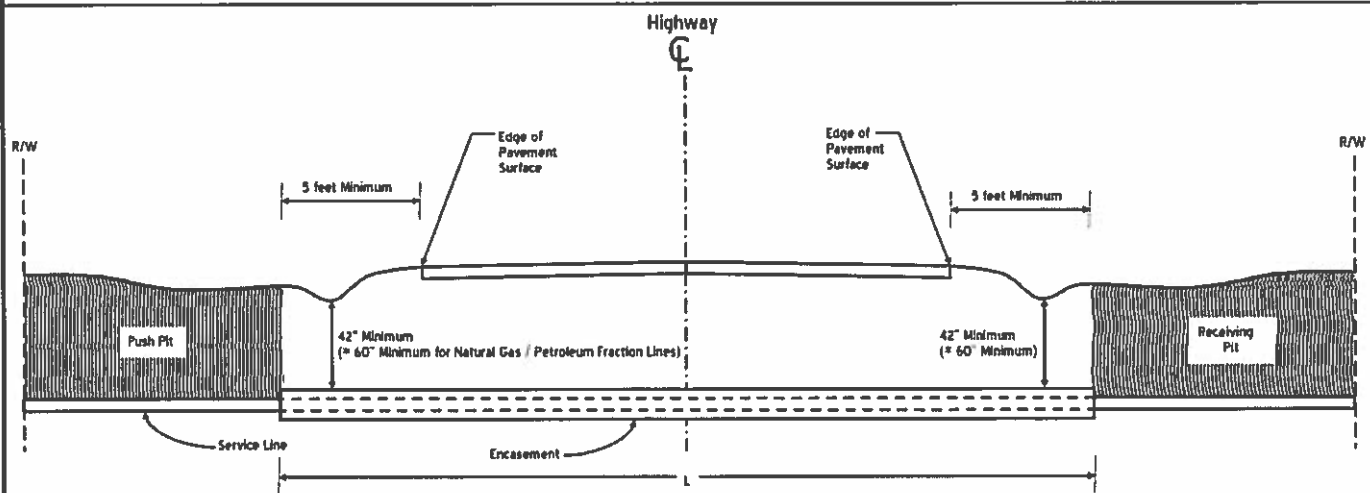 Highway
CL
Edge of
Pavement
Surface
Edge of
Pavement
Surface
R/W
R/W
5 feet Minimum
5 feet Minimum
Push Pit
42" Minimum
(* 60" Minimum for Natural Gas / Petroleum Fraction Lines)
42" Minimum
(* 60" Minimum)
Receiving
Pit
Service Line
Encasement
L